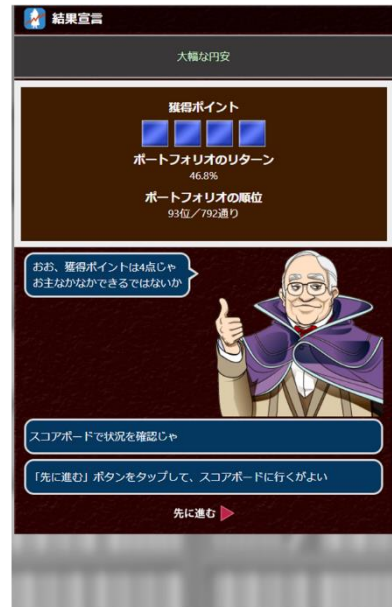 結果宣言
大幅な円安
獲得ポイント
ポートフォリオのリターン
46.8%
ポートフォリオの順位
93位／792通り
おお、獲得ポイントは4点じゃ
お主なかなかできるではないか
スコアボードで状況を確認じゃ
「先に進む」ボタンをタップして、スコアボードに行くがよい
先に進む